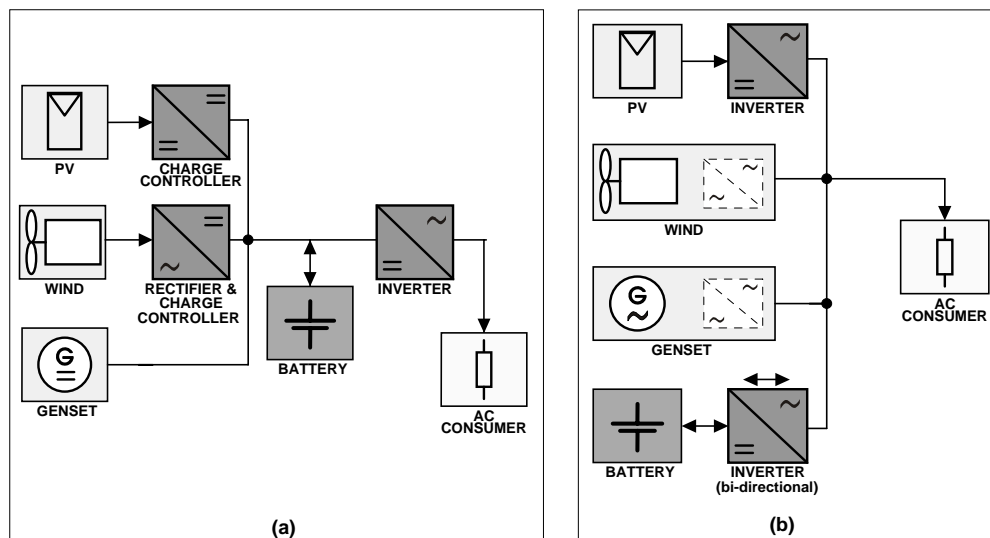 PV
CHARGE
CONTROLLER
WIND
RECTIFIER &
CHARGE
CONTROLLER
G
GENSET
BATTERY
INVERTER
AC
CONSUMER
(a)
PV
INVERTER
WIND
G
GENSET
AC
CONSUMER
BATTERY
INVERTER
(bi-directional)
(b)